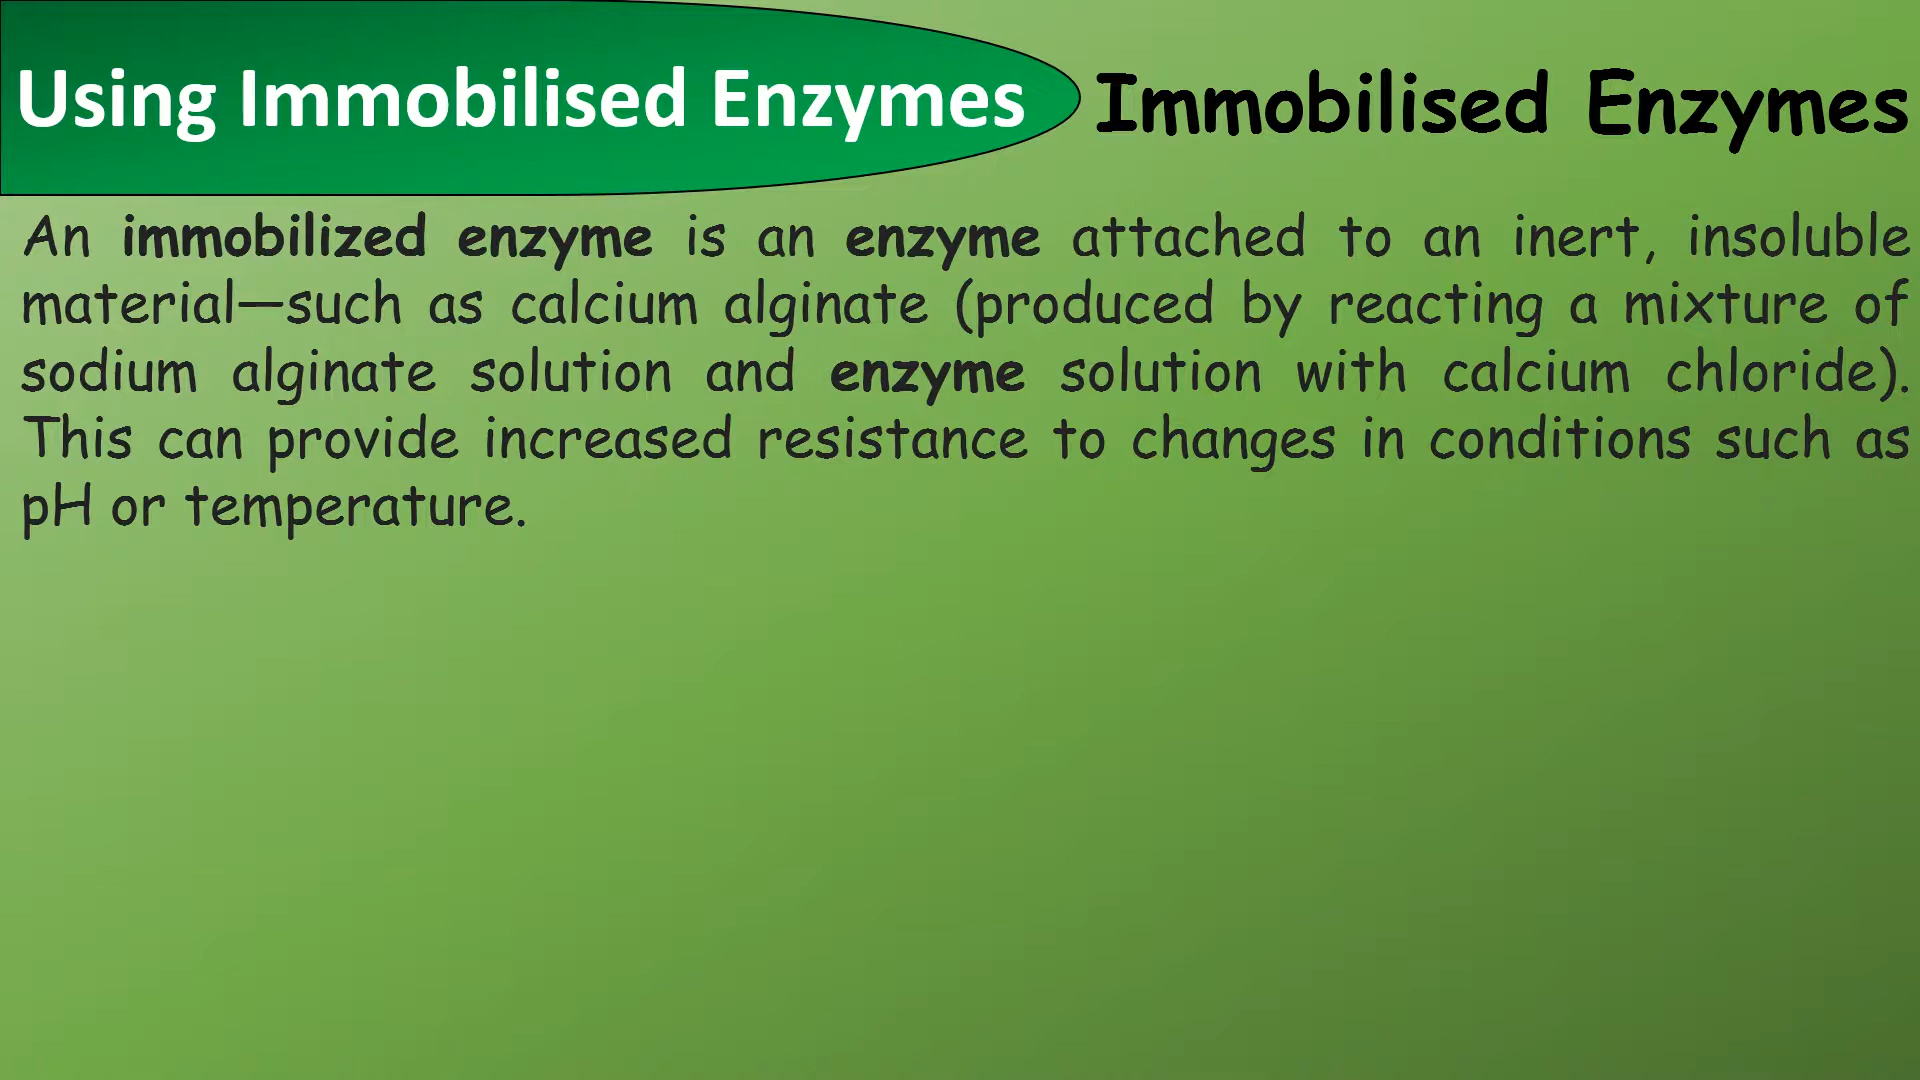 Using Immobilised Enzymes
Immobilised Enzymes
An immobilized enzyme is an enzyme attached to an inert, insoluble
material—such as calcium alginate (produced by reacting a mixture of
sodium alginate solution and enzyme solution with calcium chloride).
This can provide increased resistance to changes in conditions such as
pH or temperature.